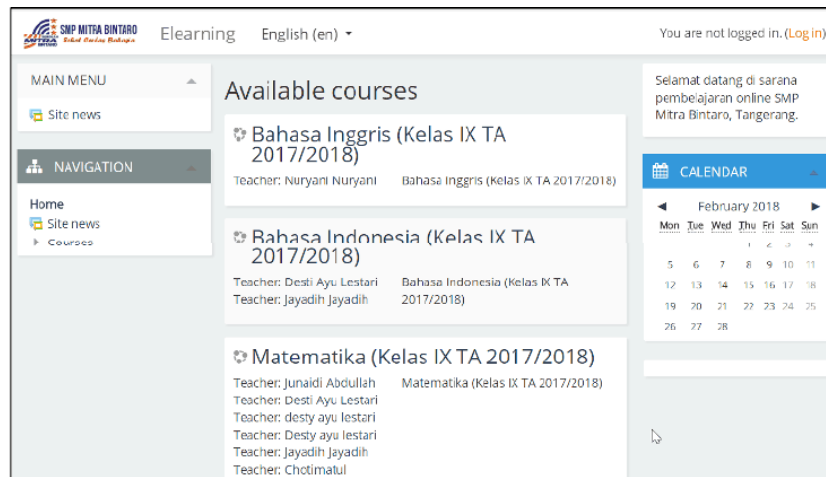 SMP MITRA BINTARO
Elearning
English (en)
You are not logged in. (Log in)
MAIN MENU
Site news
NAVIGATION
Home
Site news
Courses
Available courses
Bahasa Inggris (Kelas IX TA
2017/2018)
Teacher: Nuryani Nuryani
Bahasa Inggris (Kelas IX TA 2017/2018)
Bahasa Indonesia (Kelas IX TA
2017/2018)
Teacher: Desti Ayu Lestari
Teacher: Jayadih Jayadih
Bahasa Indonesia (Kelas IX TA
2017/2018)
Matematika (Kelas IX TA 2017/2018)
Teacher: Junaidi Abdullah
Teacher: Desti Ayu Lestari
Teacher: desty ayu lestari
Teacher: Desty ayu lestari
Teacher: Jayadih Jayadih
Teacher: Chotimatul
Matematika (Kelas IX TA 2017/2018)
Selamat datang di sarana
pembelajaran online SMP
Mitra Bintaro, Tangerang.
CALENDAR
February 2018
Mon Tue Wed Thu Fri Sat Sun
1 2 3 4
5 6 7 8 9 10 11
12 13 14 15 16 17 18
19 20 21 22 23 24 25
26 27 28